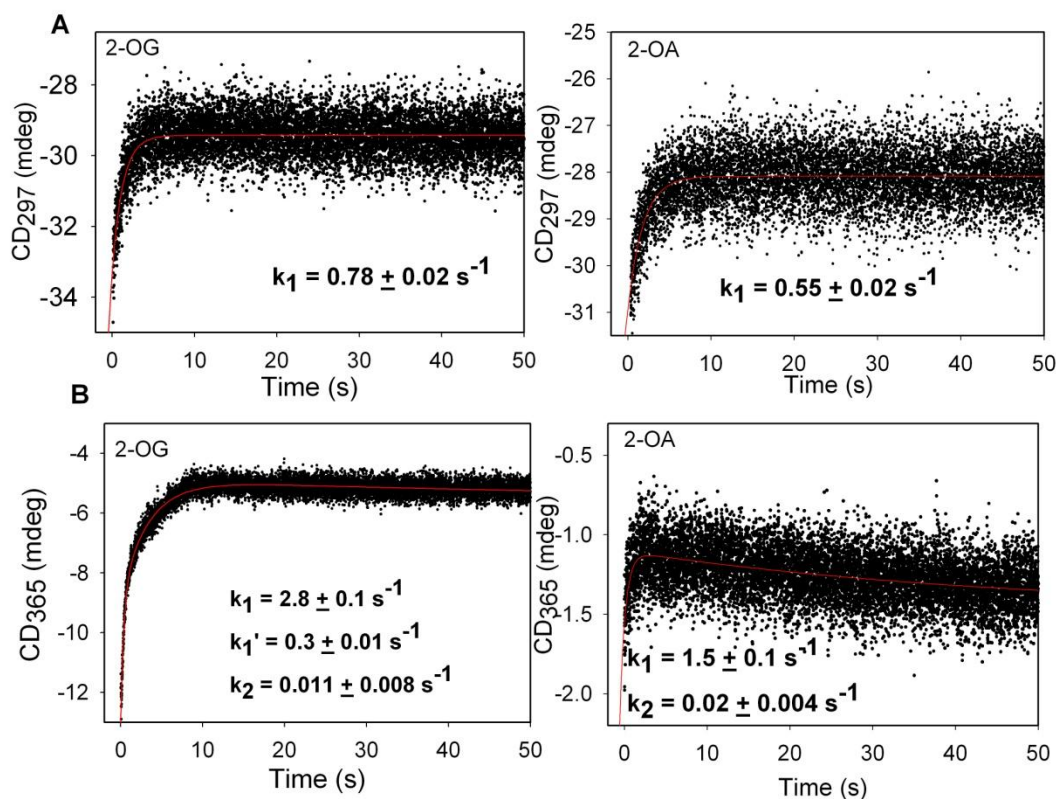 A
2-OG
CD297 (mdeg)
-28
-30
-32
-34
k1 = 0.78 ± 0.02 s-1
0 10 20 30 40 50
Time (s)
2-OA
CD297 (mdeg)
-25
-26
-27
-28
-29
-30
-31
k1 = 0.55 ± 0.02 s-1
0 10 20 30 40 50
Time (s)
B
2-OG
CD365 (mdeg)
-4
-6
-8
-10
-12
k1 = 2.8 ± 0.1 s-1
k1' = 0.3 ± 0.01 s-1
k2 = 0.011 ± 0.008 s-1
0 10 20 30 40 50
Time (s)
2-OA
CD365 (mdeg)
-0.5
-1.0
-1.5
-2.0
k1 = 1.5 ± 0.1 s-1
k2 = 0.02 ± 0.004 s-1
0 10 20 30 40 50
Time (s)